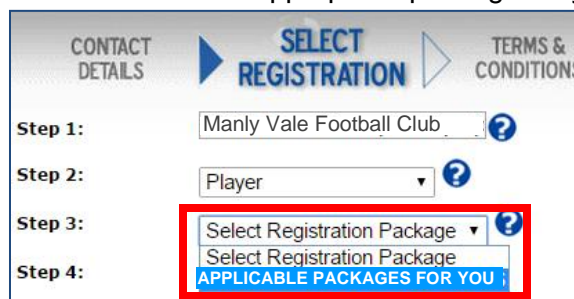 CONTACT DETAILS
SELECT REGISTRATION
TERMS & CONDITIONS
Step 1:
Manly Vale Football Club
Step 2:
Player
Step 3:
Select Registration Package
Select Registration Package
Step 4:
APPLICABLE PACKAGES FOR YOU